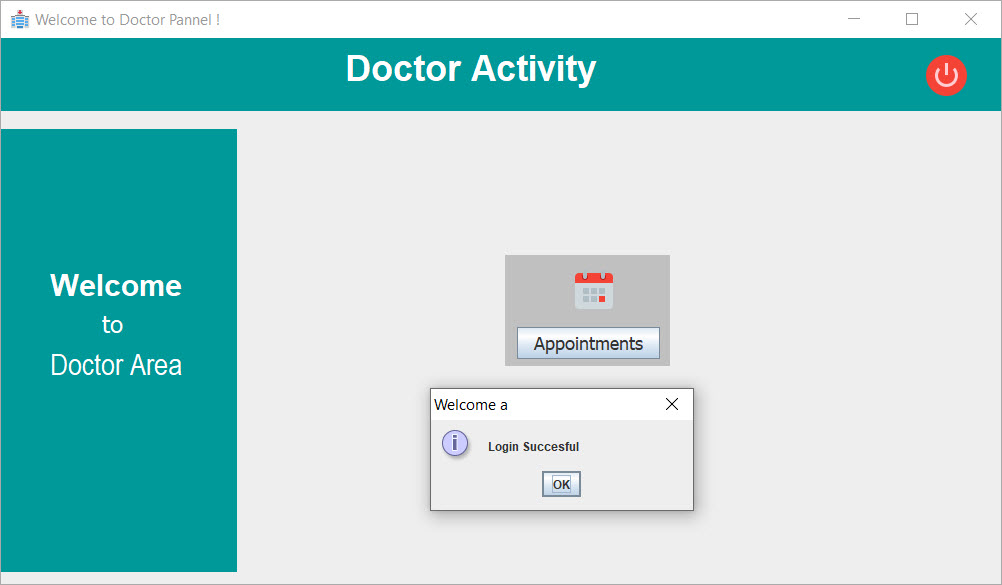 Welcome to Doctor Pannel !
Doctor Activity
Welcome
to
Doctor Area
Appointments
Welcome a
i
Login Succesful
OK